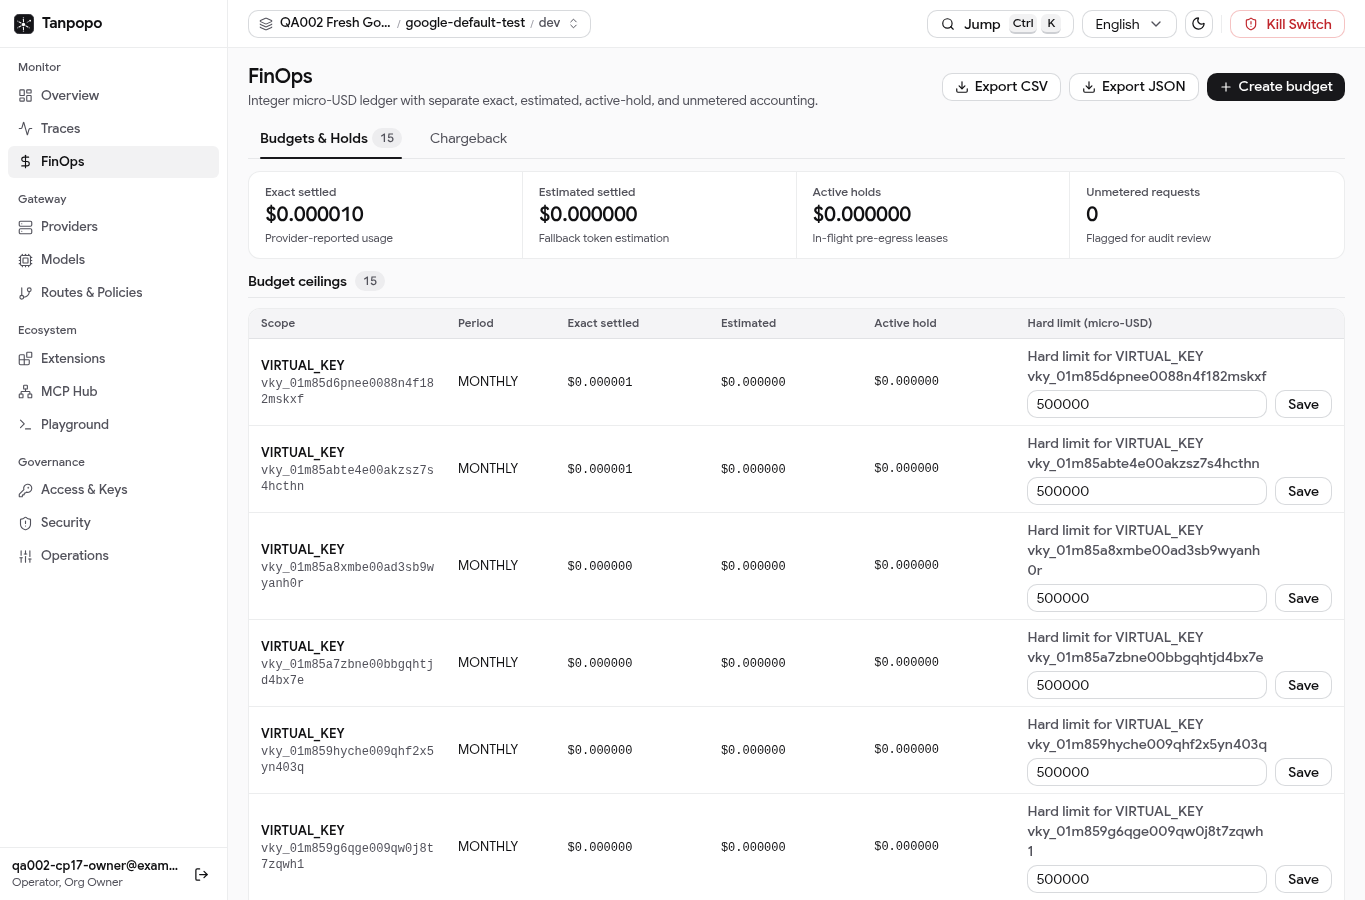 Tanpopo
QA002 Fresh Go... / google-default-test / dev
Jump Ctrl K
English
Kill Switch
Monitor
Overview
Traces
FinOps
Gateway
Providers
Models
Routes & Policies
Ecosystem
Extensions
MCP Hub
Playground
Governance
Access & Keys
Security
Operations
qa002-cp17-owner@exam...
Operator, Org Owner
FinOps
Integer micro-USD ledger with separate exact, estimated, active-hold, and unmetered accounting.
Export CSV
Export JSON
+ Create budget
Budgets & Holds 15
Chargeback
Exact settled
$0.000010
Provider-reported usage
Estimated settled
$0.000000
Fallback token estimation
Active holds
$0.000000
In-flight pre-egress leases
Unmetered requests
0
Flagged for audit review
Budget ceilings 15
Scope Period Exact settled Estimated Active hold Hard limit (micro-USD)
VIRTUAL_KEY
vky_01m85d6pnee0088n4f18
2mskxf
MONTHLY
$0.000001
$0.000000
$0.000000
Hard limit for VIRTUAL_KEY
vky_01m85d6pnee0088n4f182mskxf
500000
Save
VIRTUAL_KEY
vky_01m85abte4e00akzsz7s
4hcthn
MONTHLY
$0.000001
$0.000000
$0.000000
Hard limit for VIRTUAL_KEY
vky_01m85abte4e00akzsz7s4hcthn
500000
Save
VIRTUAL_KEY
vky_01m85a8xmbe00ad3sb9w
yanh0r
MONTHLY
$0.000000
$0.000000
$0.000000
Hard limit for VIRTUAL_KEY
vky_01m85a8xmbe00ad3sb9wyanh
0r
500000
Save
VIRTUAL_KEY
vky_01m85a7zbne00bbgqhtj
d4bx7e
MONTHLY
$0.000000
$0.000000
$0.000000
Hard limit for VIRTUAL_KEY
vky_01m85a7zbne00bbgqhtjd4bx7e
500000
Save
VIRTUAL_KEY
vky_01m859hyche009qhf2x5
yn403q
MONTHLY
$0.000000
$0.000000
$0.000000
Hard limit for VIRTUAL_KEY
vky_01m859hyche009qhf2x5yn403q
500000
Save
VIRTUAL_KEY
vky_01m859g6qge009qw0j8t
7zqwh1
MONTHLY
$0.000000
$0.000000
$0.000000
Hard limit for VIRTUAL_KEY
vky_01m859g6qge009qw0j8t7zqwh
1
500000
Save